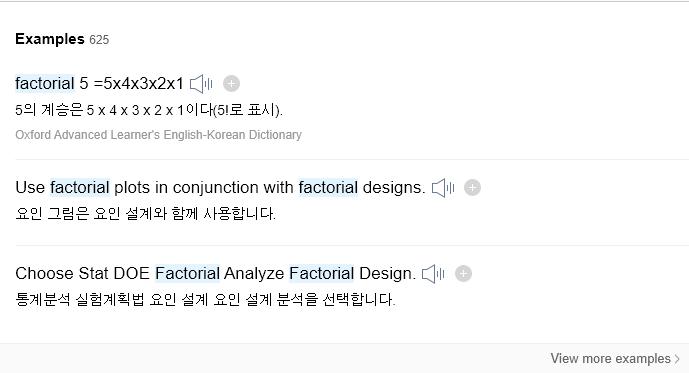 Examples 625
factorial 5 =5x4x3x2x1
5의 계승은 5 x 4 x 3 x 2 x 1이다(5!로 표시).
Oxford Advanced Learner's English-Korean Dictionary
Use factorial plots in conjunction with factorial designs.
요인 그림은 요인 설계와 함께 사용합니다.
Choose Stat DOE Factorial Analyze Factorial Design.
통계분석 실험계획법 요인 설계 요인 설계 분석을 선택합니다.
View more examples